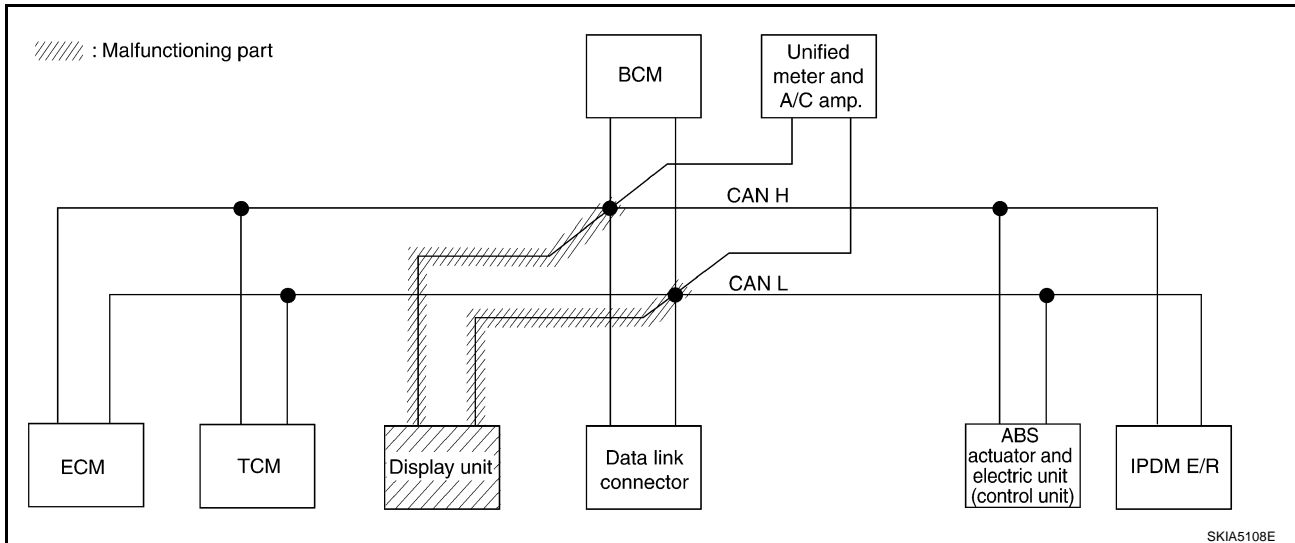 : Malfunctioning part
BCM
Unified
meter and
A/C amp.
CAN H
CAN L
ECM
TCM
Display unit
Data link
connector
ABS
actuator and
electric unit
(control unit)
IPDM E/R
SKIA5108E